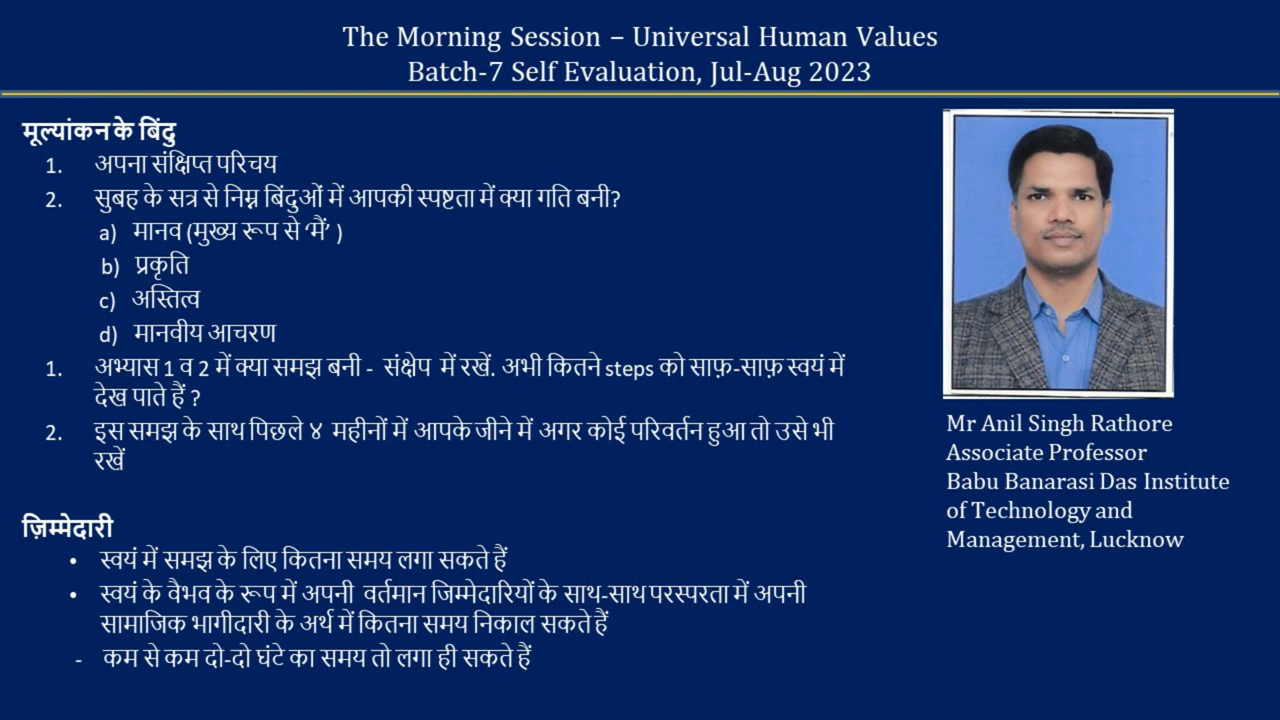 The Morning Session – Universal Human Values
Batch-7 Self Evaluation, Jul-Aug 2023
मूल्यांकन के बिंदु
1. अपना संक्षिप्त परिचय
2. सुबह के सत्र से निम्न बिंदुओं में आपकी स्पष्टता में क्या गति बनी?
a) मानव (मुख्य रूप से ‘मैं’ )
b) प्रकृति
c) अस्तित्व
d) मानवीय आचरण
1. अभ्यास 1 व 2 में क्या समझ बनी - संक्षेप में रखें. अभी कितने steps को साफ़-साफ़ स्वयं में
देख पाते हैं ?
2. इस समझ के साथ पिछले ४ महीनों में आपके जीने में अगर कोई परिवर्तन हुआ तो उसे भी
रखें
ज़िम्मेदारी
• स्वयं में समझ के लिए कितना समय लगा सकते हैं
• स्वयं के वैभव के रूप में अपनी वर्तमान जिम्मेदारियों के साथ-साथ परस्परता में अपनी
सामाजिक भागीदारी के अर्थ में कितना समय निकाल सकते हैं
- कम से कम दो-दो घंटे का समय तो लगा ही सकते हैं
Mr Anil Singh Rathore
Associate Professor
Babu Banarasi Das Institute
of Technology and
Management, Lucknow